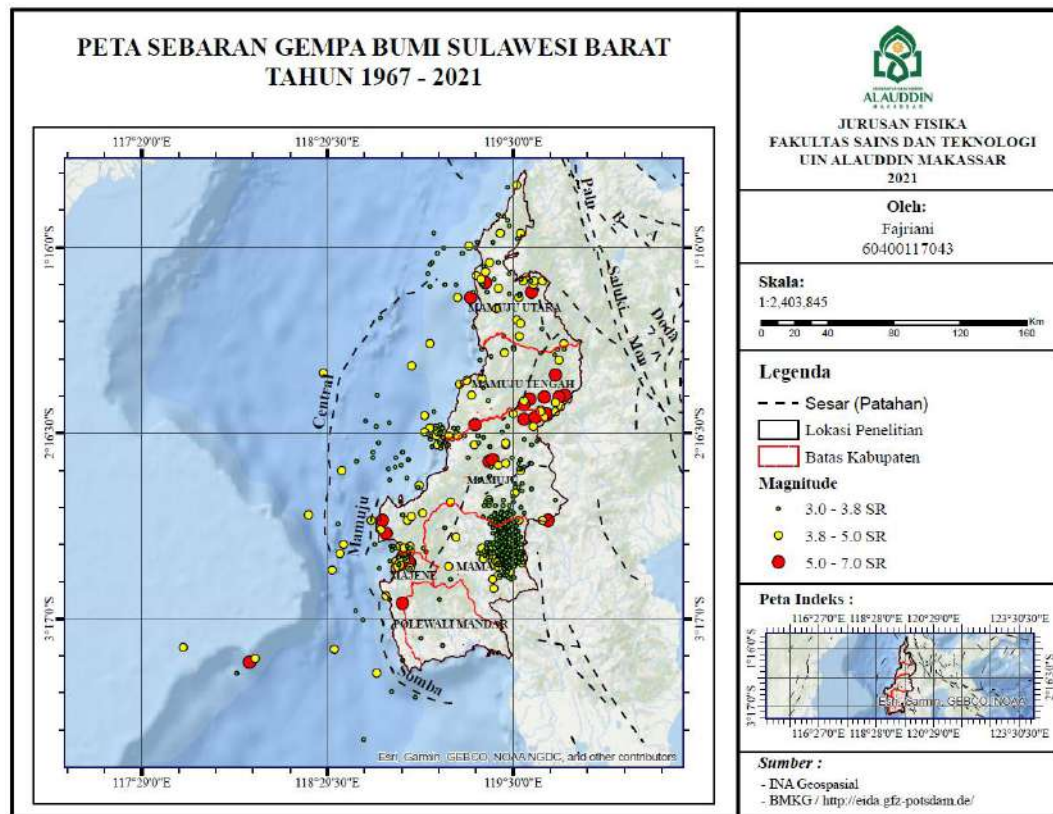 PETA SEBARAN GEMPA BUMI SULAWESI BARAT
TAHUN 1967 - 2021
117°29'0"E
118°29'30"E
119°30'0"E
1°16'0"S
2°16'30"S
3°17'0"S
1°16'0"S
2°16'30"S
3°17'0"S
117°29'0"E
118°29'30"E
119°30'0"E
Palu
Saluki
Moa
Doda
Central
Mamuju
Somba
MAMUJU UTARA
MAMUJU TENGAH
MAMUJU
MAMA
MAJENE
POLEWALI MANDAR
Esri, Garmin, GEBCO, NOAA NGDC, and other contributors
ALAUDDIN
MAKASSAR
JURUSAN FISIKA
FAKULTAS SAINS DAN TEKNOLOGI
UIN ALAUDDIN MAKASSAR
2021
Oleh:
Fajriani
60400117043
Skala:
1:2,403,845
Km
0 20 40 80 120 160
Legenda
Sesar (Patahan)
Lokasi Penelitian
Batas Kabupaten
Magnitude
3.0 - 3.8 SR
3.8 - 5.0 SR
5.0 - 7.0 SR
Peta Indeks :
116°27'0"E 118°28'0"E 120°29'0"E 123°30'30"E
1°16'0"S
3°17'0"S
2°16'30"S
Esri, Garmin, GEBCO, NOAA
116°27'0"E 118°28'0"E 120°29'0"E 123°30'30"E
Sumber :
- INA Geospasial
- BMKG / http://eida.gfz-potsdam.de/